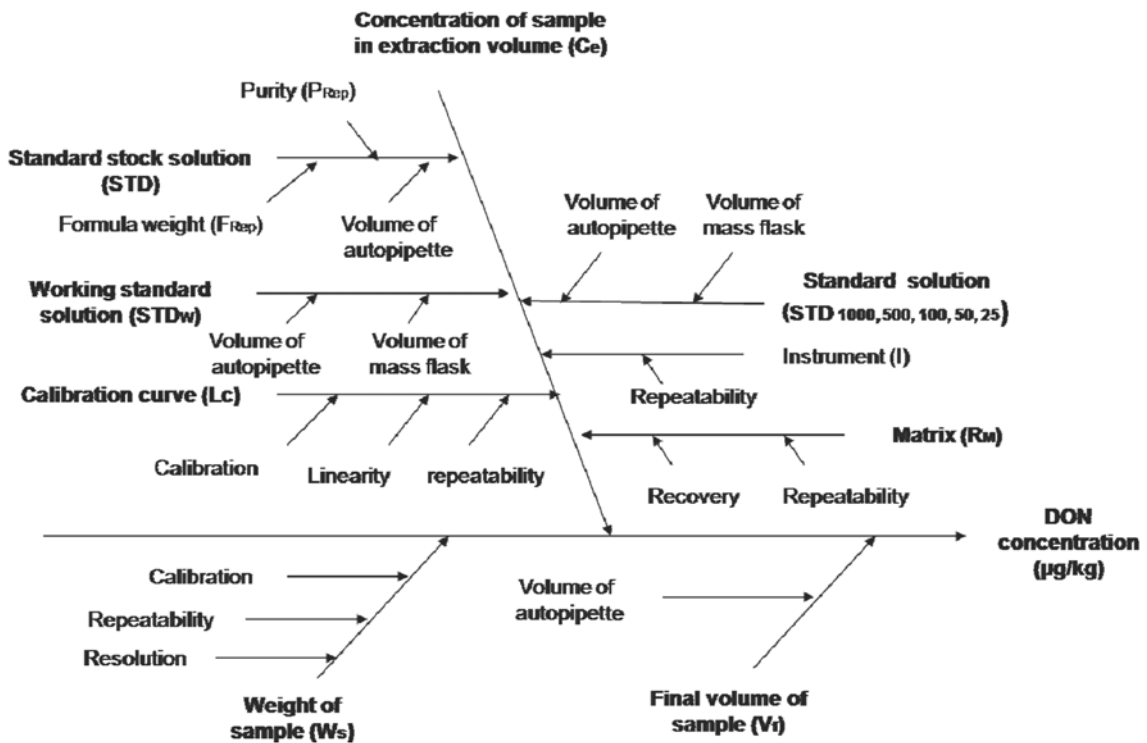 Concentration of sample
in extraction volume (Ce)
Purity (PRep)
Standard stock solution
(STD)
Formula weight (FRep)
Volume of
autopipette
Volume of
autopipette
Volume of
mass flask
Working standard
solution (STDw)
Standard solution
(STD 1000, 500, 100, 50, 25)
Volume of
autopipette
Volume of
mass flask
Instrument (I)
Repeatability
Calibration curve (Lc)
Calibration
Linearity
repeatability
Matrix (RM)
Recovery
Repeatability
DON
concentration
(μg/kg)
Calibration
Repeatability
Resolution
Volume of
autopipette
Weight of
sample (Ws)
Final volume of
sample (Vf)